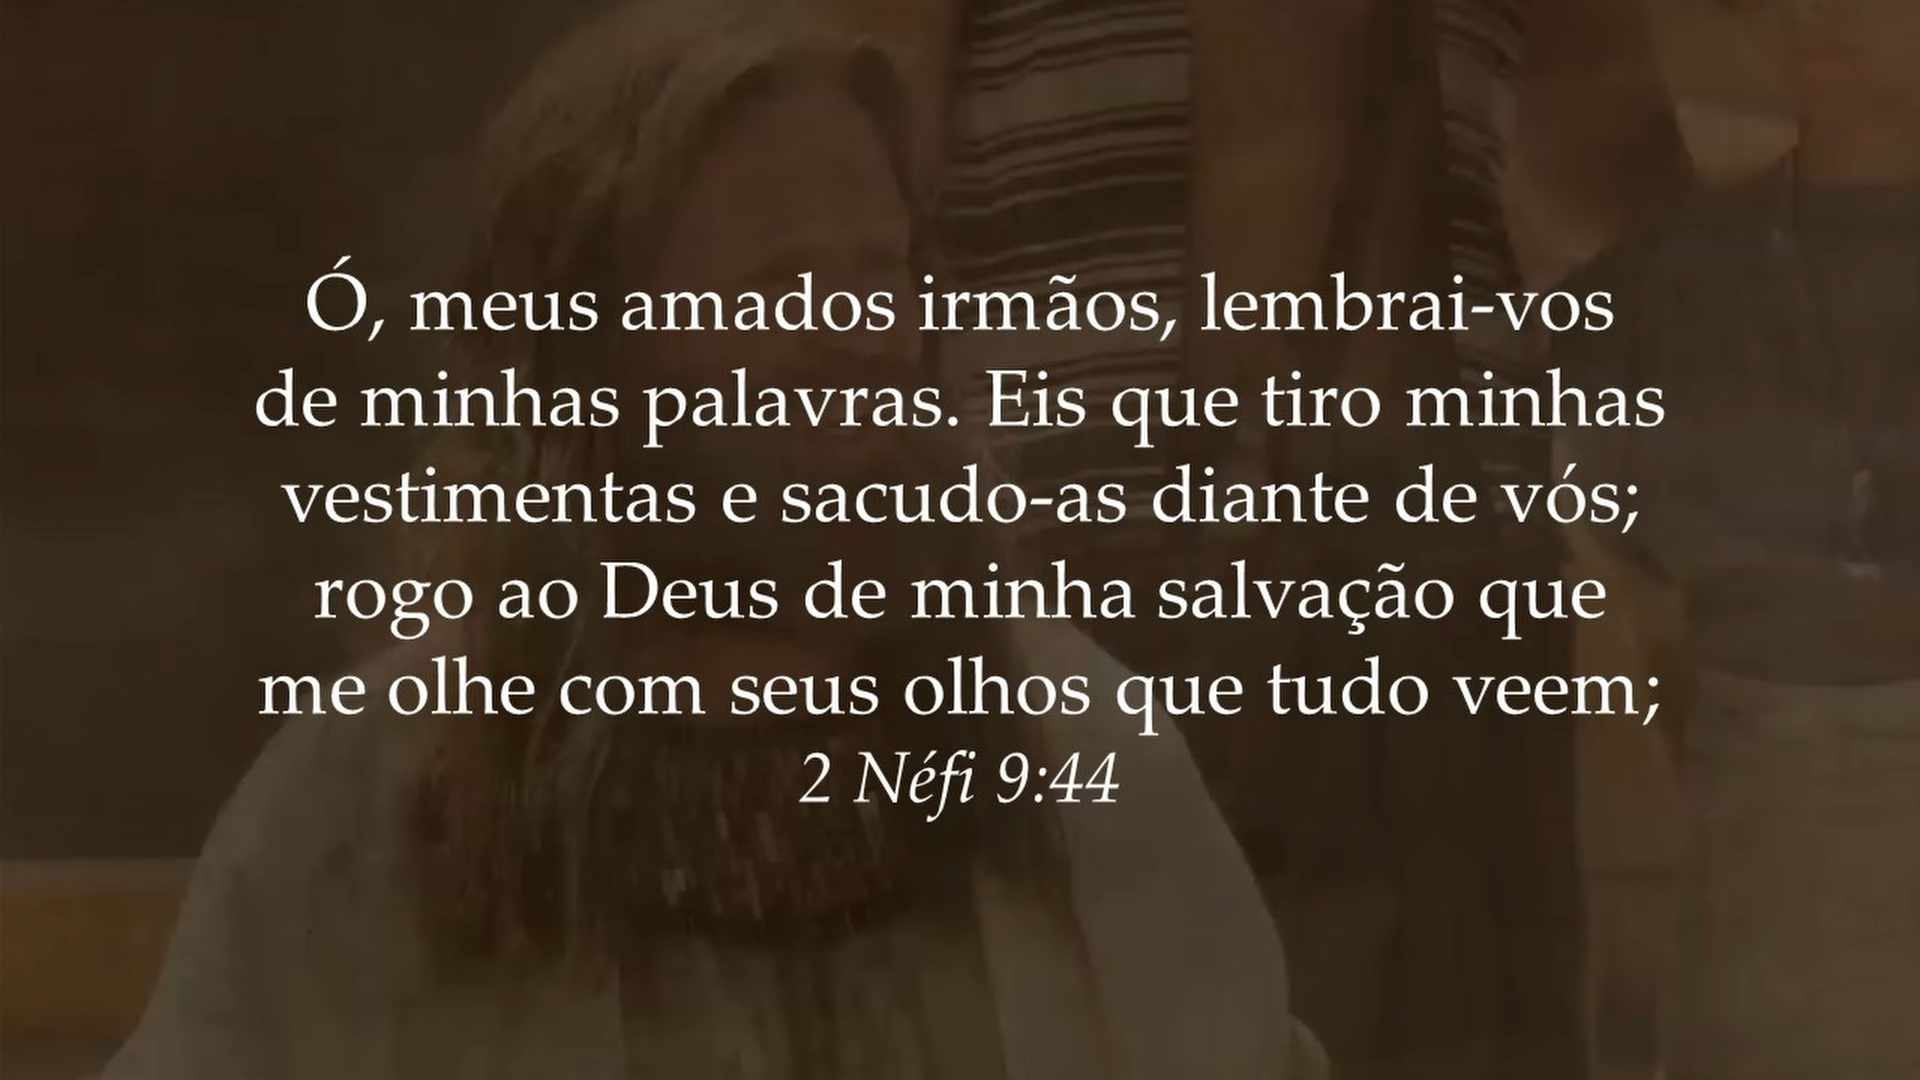 Ó, meus amados irmãos, lembrai-vos
de minhas palavras. Eis que tiro minhas
vestimentas e sacudo-as diante de vós;
rogo ao Deus de minha salvação que
me olhe com seus olhos que tudo veem;
2 Néfi 9:44